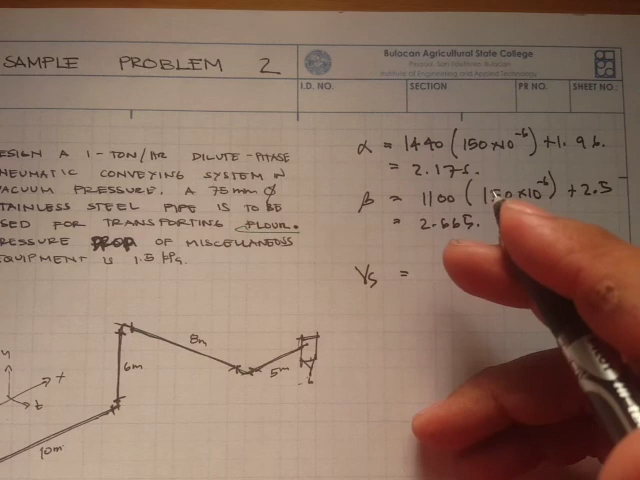 SAMPLE PROBLEM 2
Bulacan Agricultural State College
Institute of Engineering and Applied Technology
I.D. NO.
SECTION
PR NO.
SHEET NO.:
ESIGN A 1-TON/HR DILUTE-PHASE
NEUMATIC CONVEYING SYSTEM IN
VACUUM PRESSURE. A 75mm Ø
TAINLESS STEEL PIPE IS TO BE
SED FOR TRANSPORTING FLOUR.
RESSURE DROP OF MISCELLANEOUS
EQUIPMENT IS 1.5 kPa.
α = 1440 (150×10⁻⁶) + 1.96.
= 2.176.
β = 1100 (150×10⁻⁶) + 2.5
= 2.665.
Vs =
y
x
z
10m
6m
8m
5m